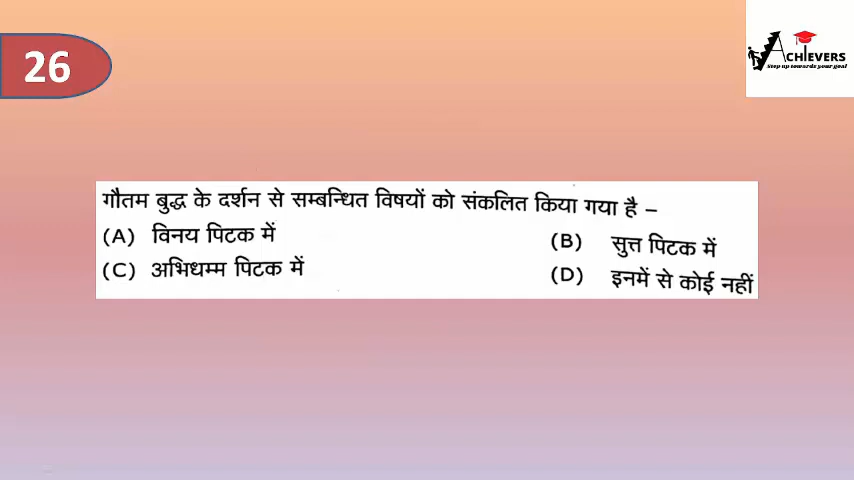 26
ACHIEVERS
Step up towards your goal
गौतम बुद्ध के दर्शन से सम्बन्धित विषयों को संकलित किया गया है –
(A) विनय पिटक में (B) सुत्त पिटक में
(C) अभिधम्म पिटक में (D) इनमें से कोई नहीं